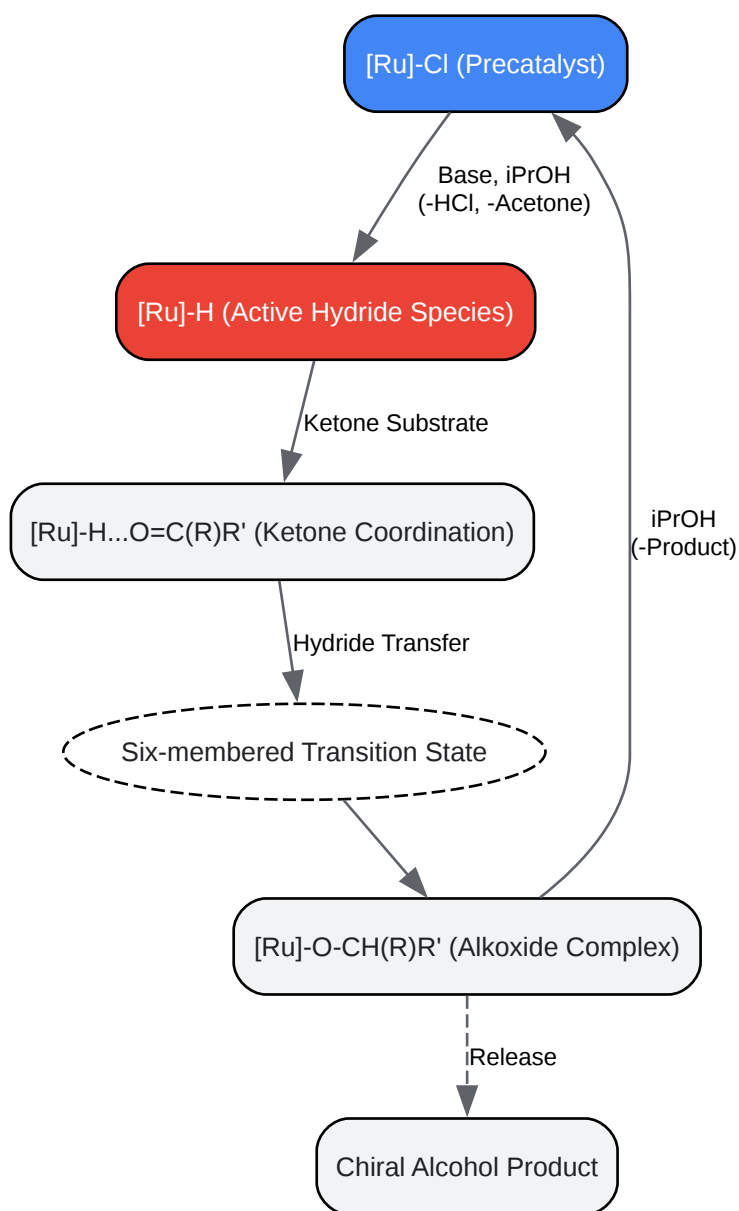 [Ru]-Cl (Precatalyst)
Base, iPrOH
(-HCl, -Acetone)
[Ru]-H (Active Hydride Species)
Ketone Substrate
[Ru]-H...O=C(R)R' (Ketone Coordination)
iPrOH
(-Product)
Hydride Transfer
Six-membered Transition State
[Ru]-O-CH(R)R' (Alkoxide Complex)
Release
Chiral Alcohol Product